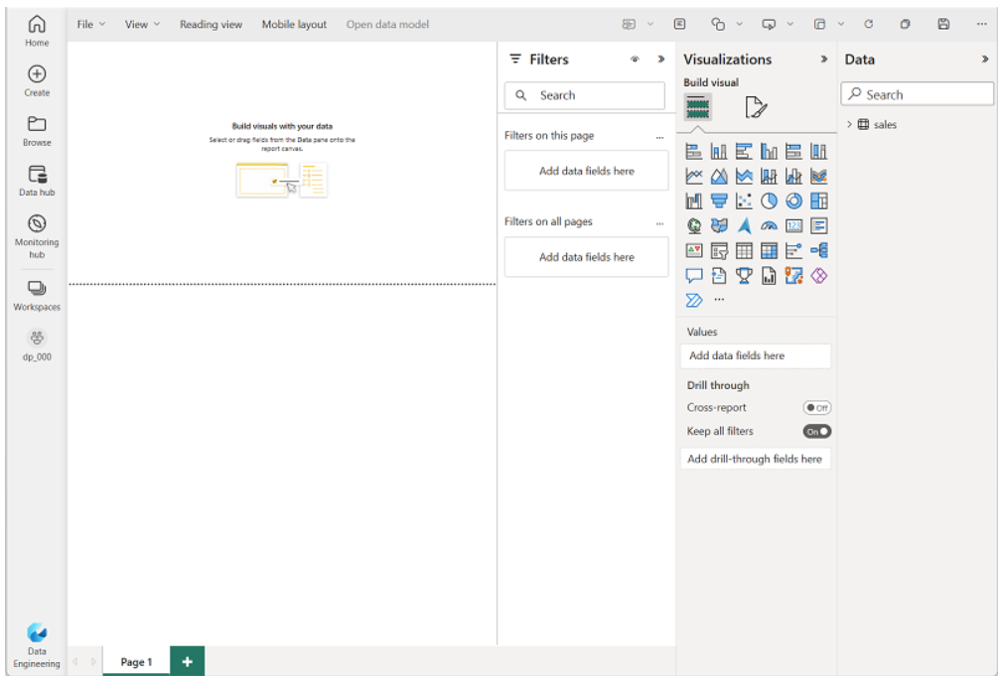 Home
Create
Browse
Data hub
Monitoring
hub
Workspaces
dp_000
Data
Engineering
File
View
Reading view
Mobile layout
Open data model
Build visuals with your data
Select or drag fields from the Data pane onto the
report canvas.
Page 1
+
Filters
Search
Filters on this page
...
Add data fields here
Filters on all pages
...
Add data fields here
Visualizations
Build visual
123
...
Values
Add data fields here
Drill through
Cross-report
Off
Keep all filters
On
Add drill-through fields here
Data
Search
sales